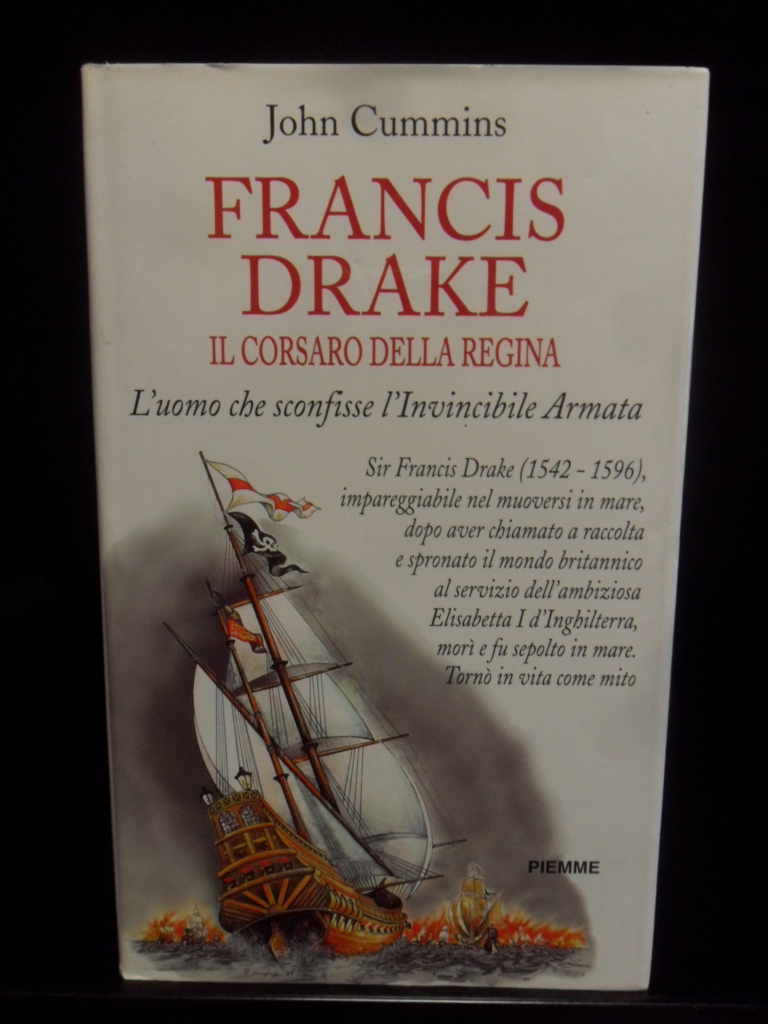 John Cummins
FRANCIS
DRAKE
IL CORSARO DELLA REGINA
L'uomo che sconfisse l'Invincibile Armata
Sir Francis Drake (1542 - 1596),
impareggiabile nel muoversi in mare,
dopo aver chiamato a raccolta
e spronato il mondo britannico
al servizio dell'ambiziosa
Elisabetta I d'Inghilterra,
morì e fu sepolto in mare.
Tornò in vita come mito
PIEMME